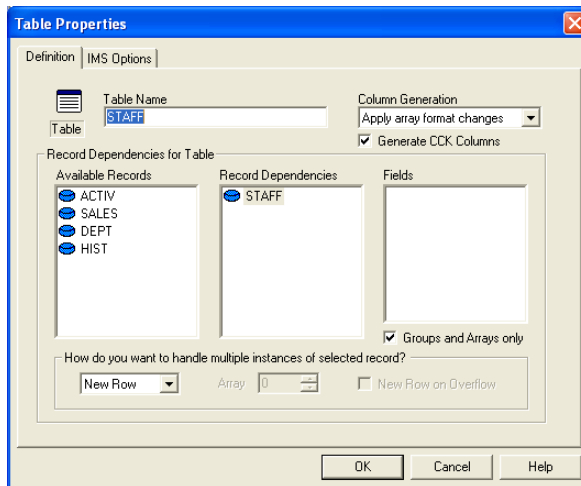 Table Properties
Definition
IMS Options
Table
Table Name
STAFF
Column Generation
Apply array format changes
Generate CCK Columns
Record Dependencies for Table
Available Records
ACTIV
SALES
DEPT
HIST
Record Dependencies
STAFF
Fields
Groups and Arrays only
How do you want to handle multiple instances of selected record?
New Row
Array
0
New Row on Overflow
OK
Cancel
Help